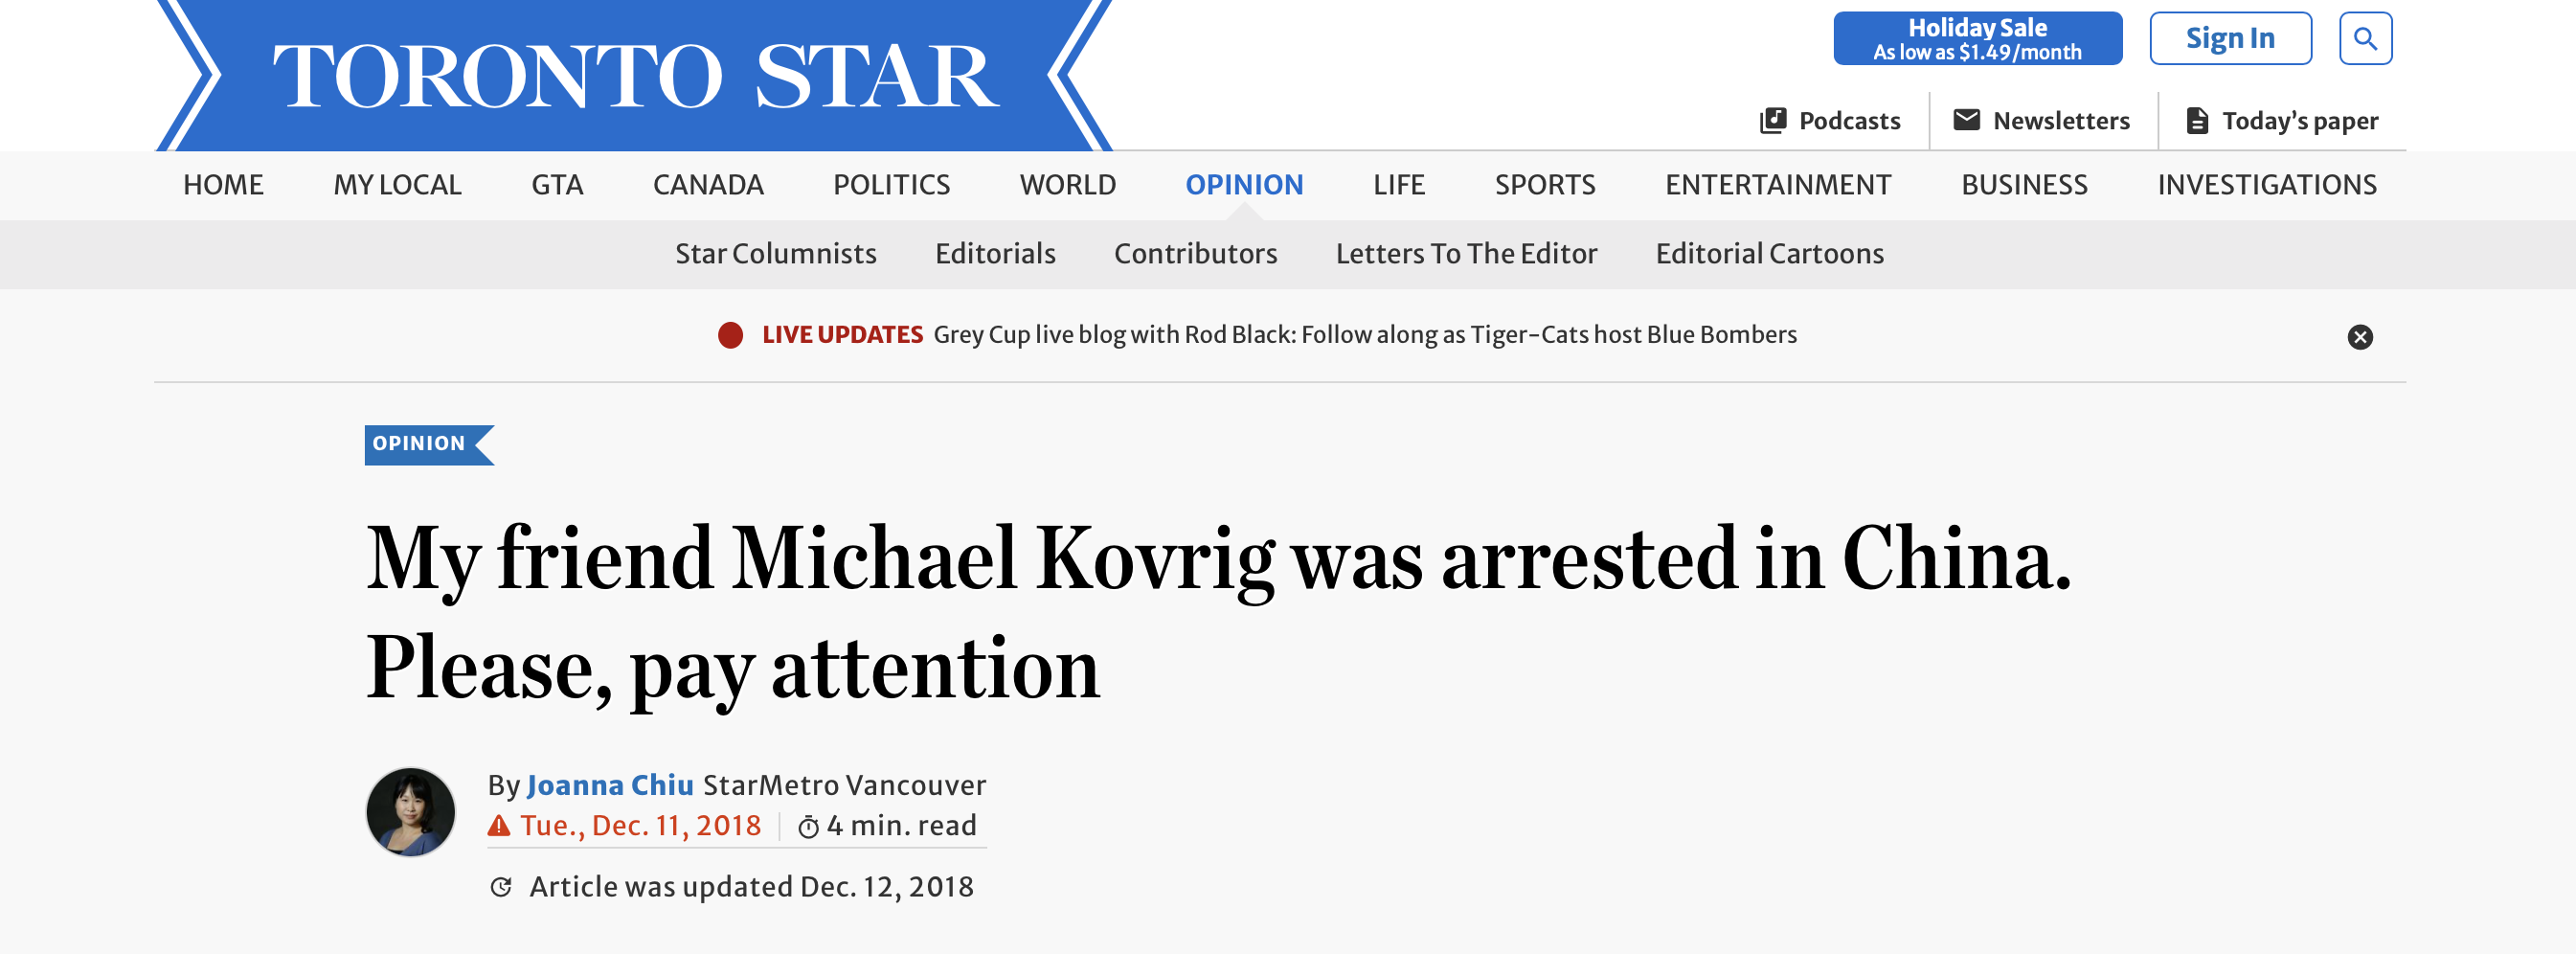 TORONTO STAR
Holiday Sale
As low as $1.49/month
Sign In
Podcasts
Newsletters
Today’s paper
HOME MY LOCAL GTA CANADA POLITICS WORLD OPINION LIFE SPORTS ENTERTAINMENT BUSINESS INVESTIGATIONS
Star Columnists Editorials Contributors Letters To The Editor Editorial Cartoons
LIVE UPDATES Grey Cup live blog with Rod Black: Follow along as Tiger-Cats host Blue Bombers
OPINION
My friend Michael Kovrig was arrested in China.
Please, pay attention
By Joanna Chiu StarMetro Vancouver
Tue., Dec. 11, 2018 4 min. read
Article was updated Dec. 12, 2018